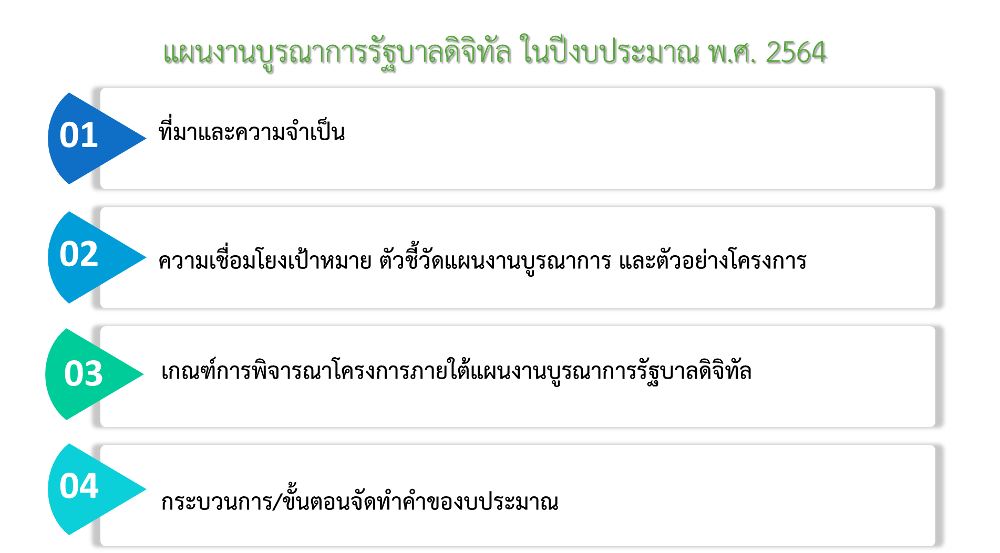 แผนงานบูรณาการรัฐบาลดิจิทัล ในปีงบประมาณ พ.ศ. 2564
01
ที่มาและความจำเป็น
02
ความเชื่อมโยงเป้าหมาย ตัวชี้วัดแผนงานบูรณาการ และตัวอย่างโครงการ
03
เกณฑ์การพิจารณาโครงการภายใต้แผนงานบูรณาการรัฐบาลดิจิทัล
04
กระบวนการ/ขั้นตอนจัดทำคำของบประมาณ